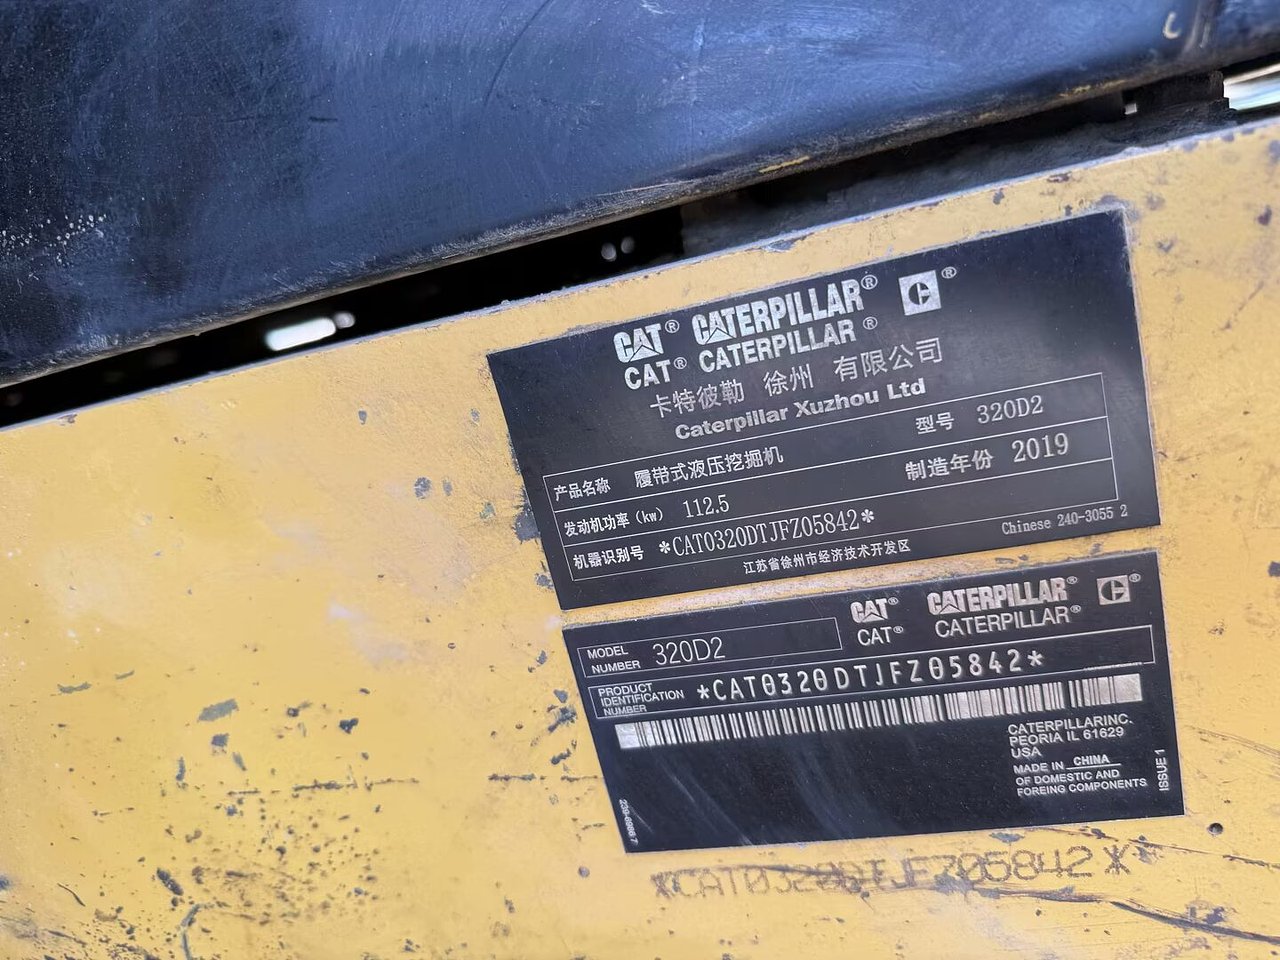 CAT® CATERPILLAR® C®
CAT® CATERPILLAR®
卡特彼勒 徐州 有限公司
Caterpillar Xuzhou Ltd
产品名称 履带式液压挖掘机 型号 320D2
发动机功率(kw) 112.5 制造年份 2019
机器识别号 *CAT0320DTJFZ05842*
江苏省徐州市经济技术开发区 Chinese 240-3055 2
CAT® CATERPILLAR® C®
CAT® CATERPILLAR®
MODEL NUMBER 320D2
PRODUCT IDENTIFICATION NUMBER *CAT0320DTJFZ05842*
CATERPILLARINC.
PEORIA IL 61629
USA
MADE IN CHINA
OF DOMESTIC AND
FOREING COMPONENTS
ISSUE 1
*CAT0320DTJFZ05842*